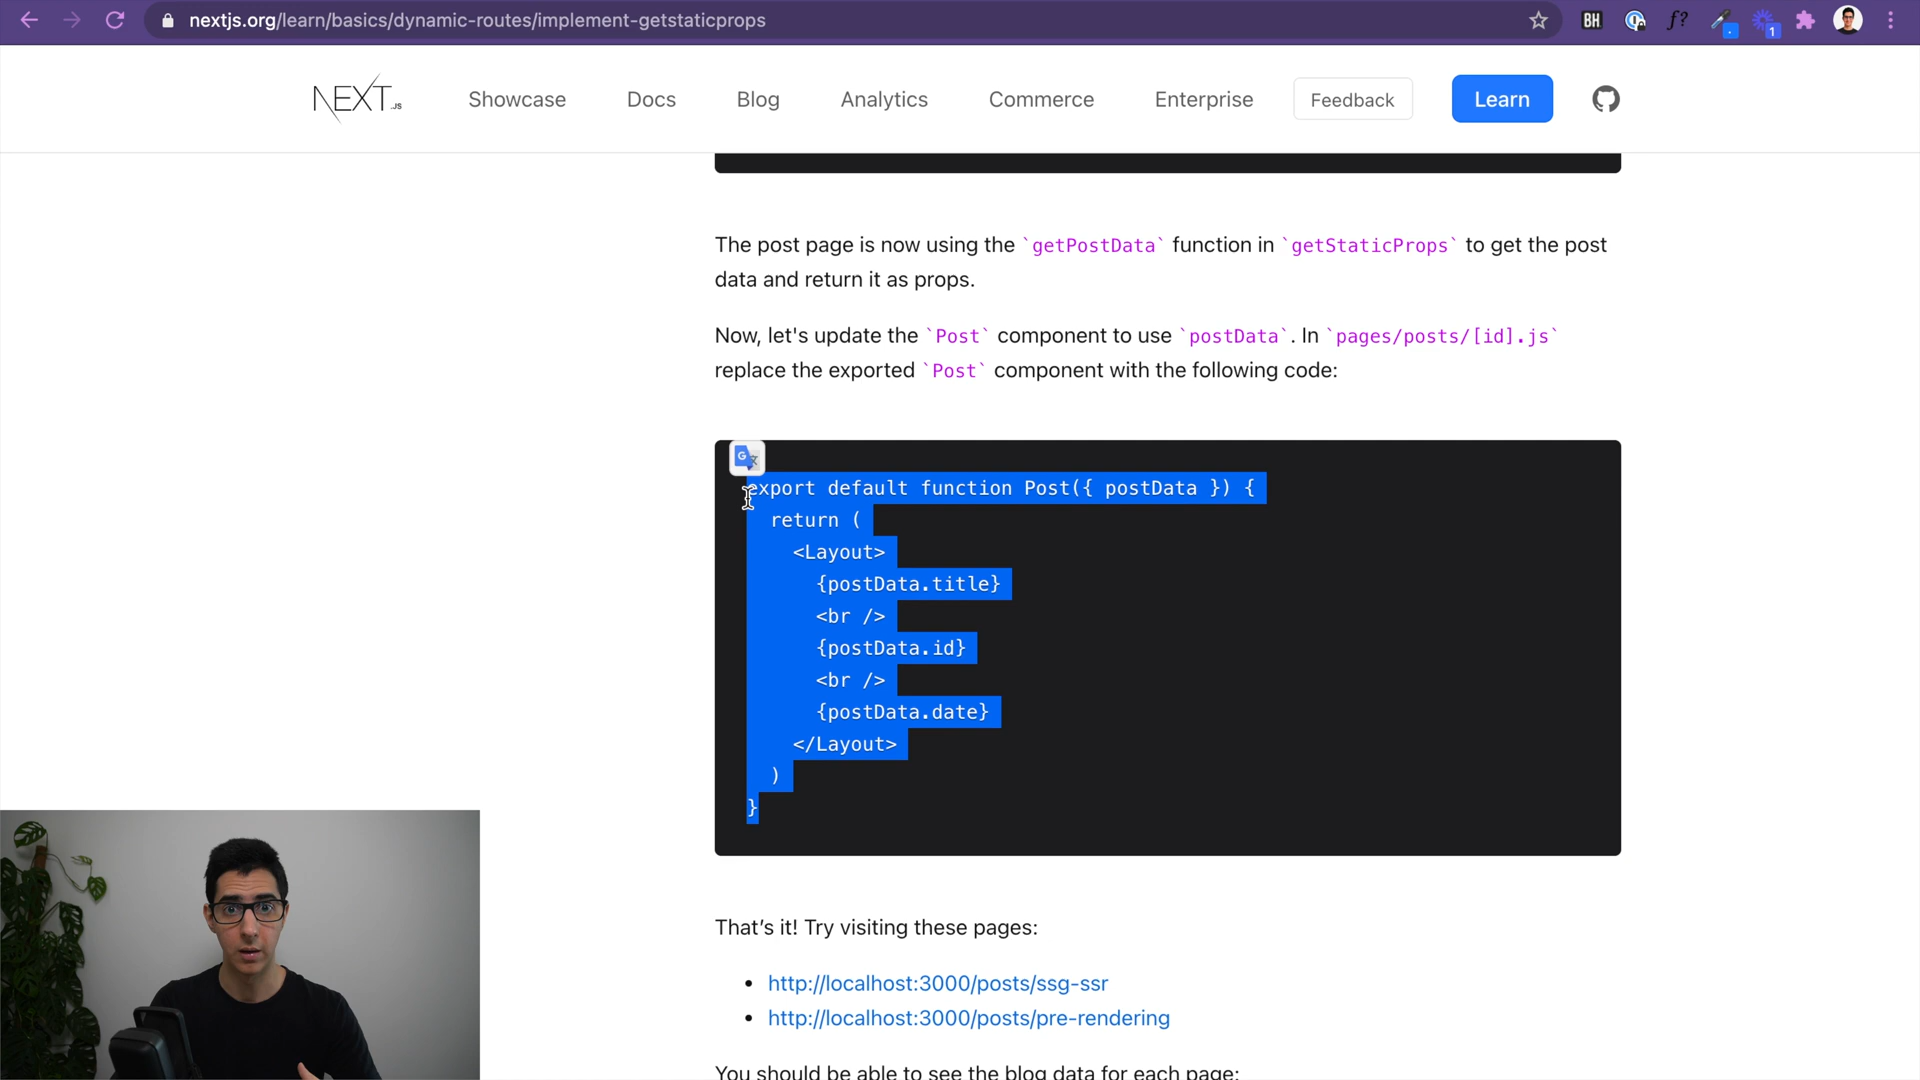 nextjs.org/learn/basics/dynamic-routes/implement-getstaticprops
BH
f?
1
NEXT.JS
Showcase
Docs
Blog
Analytics
Commerce
Enterprise
Feedback
Learn
The post page is now using the `getPostData` function in `getStaticProps` to get the post
data and return it as props.
Now, let's update the `Post` component to use `postData`. In `pages/posts/[id].js`
replace the exported `Post` component with the following code:
G
export default function Post({ postData }) {
return (
<Layout>
{postData.title}
<br />
{postData.id}
<br />
{postData.date}
</Layout>
)
}
That’s it! Try visiting these pages:
• http://localhost:3000/posts/ssg-ssr
• http://localhost:3000/posts/pre-rendering
You should be able to see the blog data for each page: